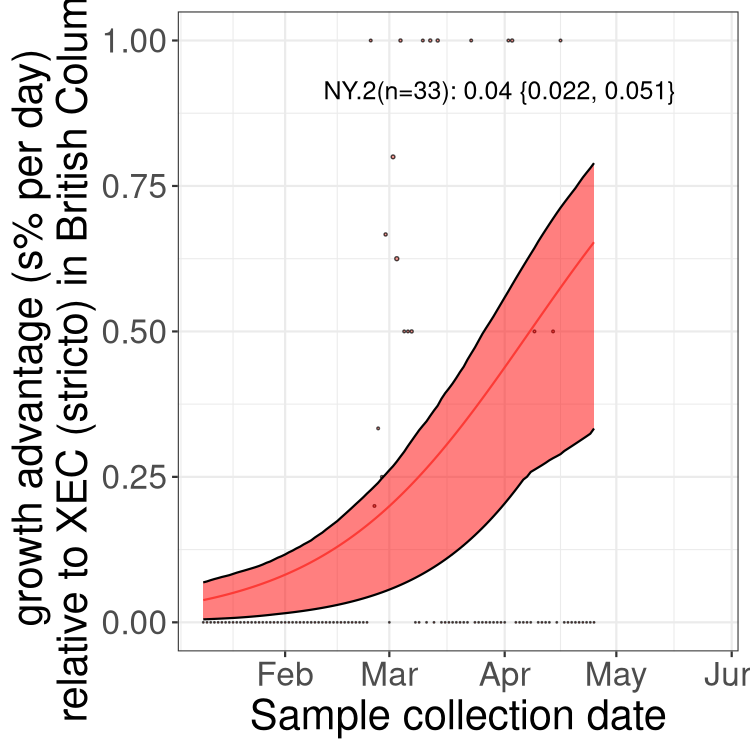 growth advantage (s% per day)
relative to XEC (stricto) in British Colum
1.00
0.75
0.50
0.25
0.00
NY.2(n=33): 0.04 {0.022, 0.051}
Feb Mar Apr May Jun
Sample collection date